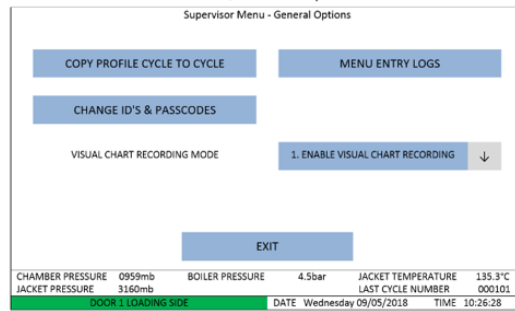 Supervisor Menu - General Options
COPY PROFILE CYCLE TO CYCLE MENU ENTRY LOGS
CHANGE ID'S & PASSCODES
VISUAL CHART RECORDING MODE 1. ENABLE VISUAL CHART RECORDING ↓
EXIT
CHAMBER PRESSURE 0959mb BOILER PRESSURE 4.5bar JACKET TEMPERATURE 135.3°C
JACKET PRESSURE 3160mb LAST CYCLE NUMBER 000101
DOOR 1 LOADING SIDE DATE Wednesday 09/05/2018 TIME 10:26:28